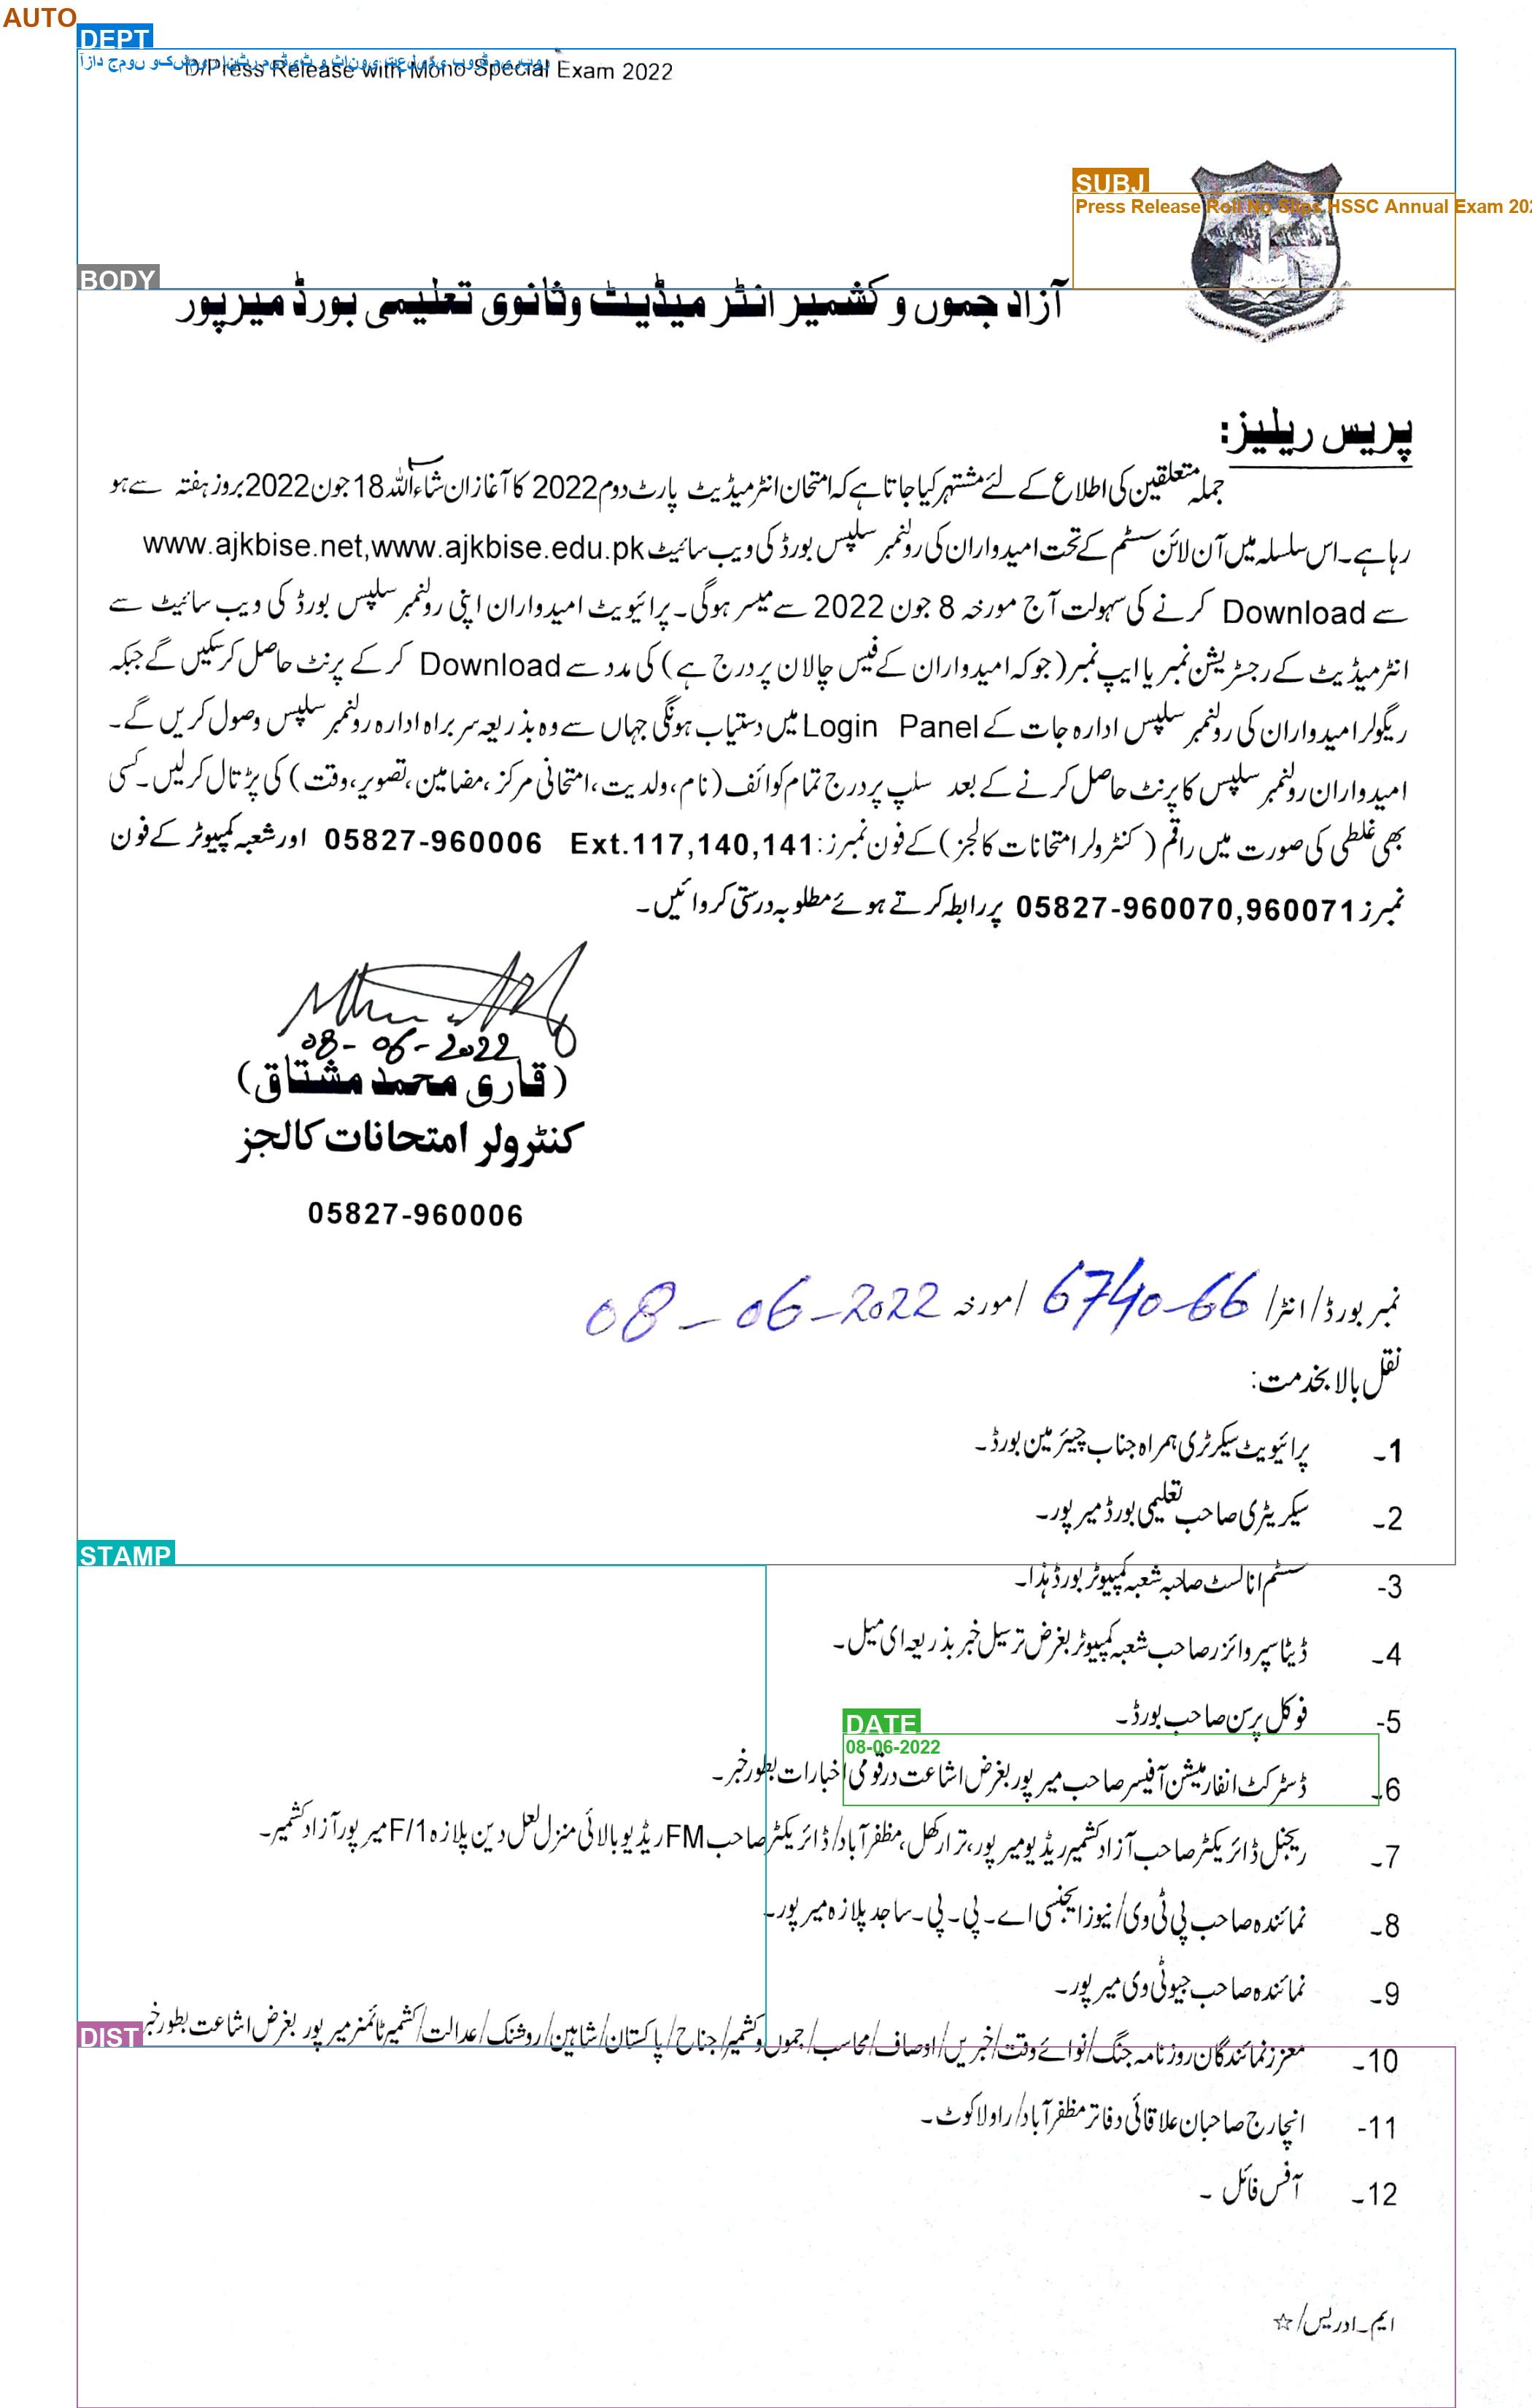 AUTO
DEPT
D/Press Release with Mono Special Exam 2022
SUBJ
Press Release Roll No Slips HSSC Annual Exam 202
BODY
آزاد جموں و کشمیر انٹر میڈیٹ وثانوی تعلیمی بورڈ میرپور
پریس ریلیز:
جملہ متعلقین کی اطلاع کے لئے مشتہر کیا جاتا ہے کہ امتحان انٹرمیڈیٹ پارٹ دوم 2022 کا آغاز ان شاءاللہ 18 جون 2022 بروز ہفتہ سے ہو
رہا ہے۔ اس سلسلہ میں آن لائن سسٹم کے تحت امیدواران کی رولنمبر سلپس بورڈ کی ویب سائیٹ www.ajkbise.net,www.ajkbise.edu.pk
سے Download کرنے کی سہولت آج مورخہ 8 جون 2022 سے میسر ہوگی۔ پرائیویٹ امیدواران اپنی رولنمبر سلپس بورڈ کی ویب سائیٹ سے
انٹرمیڈیٹ کے رجسٹریشن نمبر یا ایپ نمبر (جو کہ امیدواران کے فیس چالان پر درج ہے) کی مدد سے Download کر کے پرنٹ حاصل کر سکیں گے جبکہ
ریگولر امیدواران کی رولنمبر سلپس ادارہ جات کے Login Panel میں دستیاب ہونگی جہاں سے وہ بذریعہ سربراہ ادارہ رولنمبر سلپس وصول کریں گے۔
امیدواران رولنمبر سلپس کا پرنٹ حاصل کرنے کے بعد سلپ پر درج تمام کوائف (نام، ولدیت، امتحانی مرکز، مضامین، تصویر، وقت) کی پڑتال کر لیں۔ کسی
بھی غلطی کی صورت میں راقم (کنٹرولر امتحانات کالجز) کے فون نمبرز: 05827-960006 Ext.117,140,141 اور شعبہ کمپیوٹر کے فون
نمبرز 05827-960070,960071 پر رابطہ کرتے ہوئے مطلوبہ درستی کروائیں۔
08-06-2022
(قاری محمد مشتاق)
کنٹرولر امتحانات کالجز
05827-960006
نمبر بورڈ/انٹر/ 6740-66 /مورخہ 08-06-2022
نقل بالا بخدمت:
1۔ پرائیویٹ سیکرٹری ہمراہ جناب چیئرمین بورڈ۔
2۔ سیکریٹری صاحب تعلیمی بورڈ میرپور۔
STAMP
3- سسٹم انالسٹ صاحبہ شعبہ کمپیوٹر بورڈ ہذا۔
4۔ ڈیٹا سپروائزر صاحب شعبہ کمپیوٹر بغرض ترسیل خبر بذریعہ ای میل۔
5- فوکل پرسن صاحب بورڈ۔
DATE
08-06-2022
6۔ ڈسٹرکٹ انفارمیشن آفیسر صاحب میرپور بغرض اشاعت در قومی اخبارات بطور خبر۔
7۔ ریجنل ڈائریکٹر صاحب آزاد کشمیر ریڈیو میرپور، تراڑکھل، مظفرآباد/ڈائریکٹر صاحب FM ریڈیو بالائی منزل لعل دین پلازہ F/1 میرپور آزاد کشمیر۔
8۔ نمائندہ صاحب پی ٹی وی/نیوز ایجنسی اے۔ پی۔ پی۔ ساجد پلازہ میرپور۔
9۔ نمائندہ صاحب جیو ٹی وی میرپور۔
DIST
10۔ معزز نمائندگان روزنامہ جنگ/نوائے وقت/خبریں/اوصاف/محاسب/جموں و کشمیر/جناح/پاکستان/شاہین/روشنک/عدالت/کشمیر ٹائمنر میرپور بغرض اشاعت بطور خبر
11- انچارج صاحبان علاقائی دفاتر مظفرآباد/راولاکوٹ۔
12۔ آفس فائل ۔
ایم۔ادریس/☆